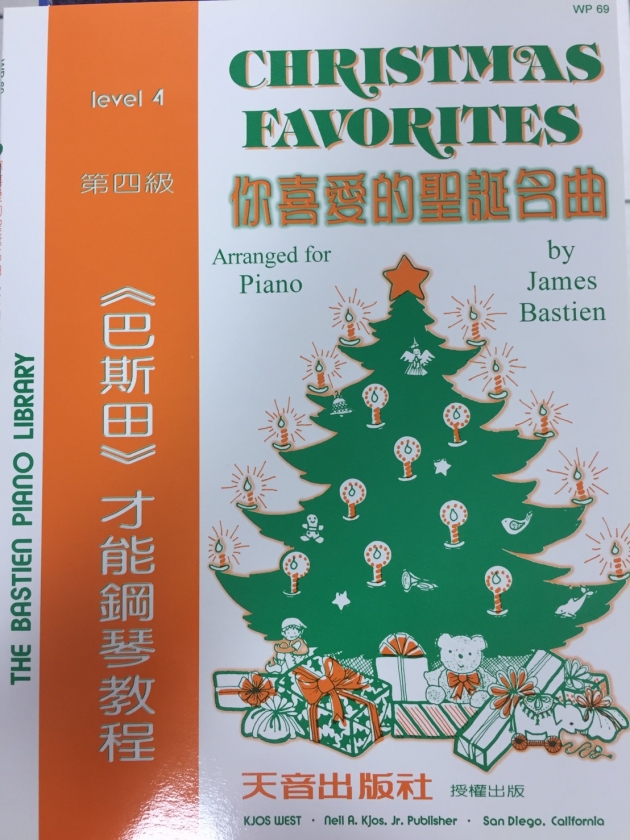 WP 69
CHRISTMAS
FAVORITES
level 4
第四級
你喜愛的聖誕名曲
Arranged for
Piano
by
James
Bastien
《巴斯田》才能鋼琴教程
THE BASTIEN PIANO LIBRARY
天音出版社 授權出版
KJOS WEST • Neil A. Kjos, Jr. Publisher • San Diego, California